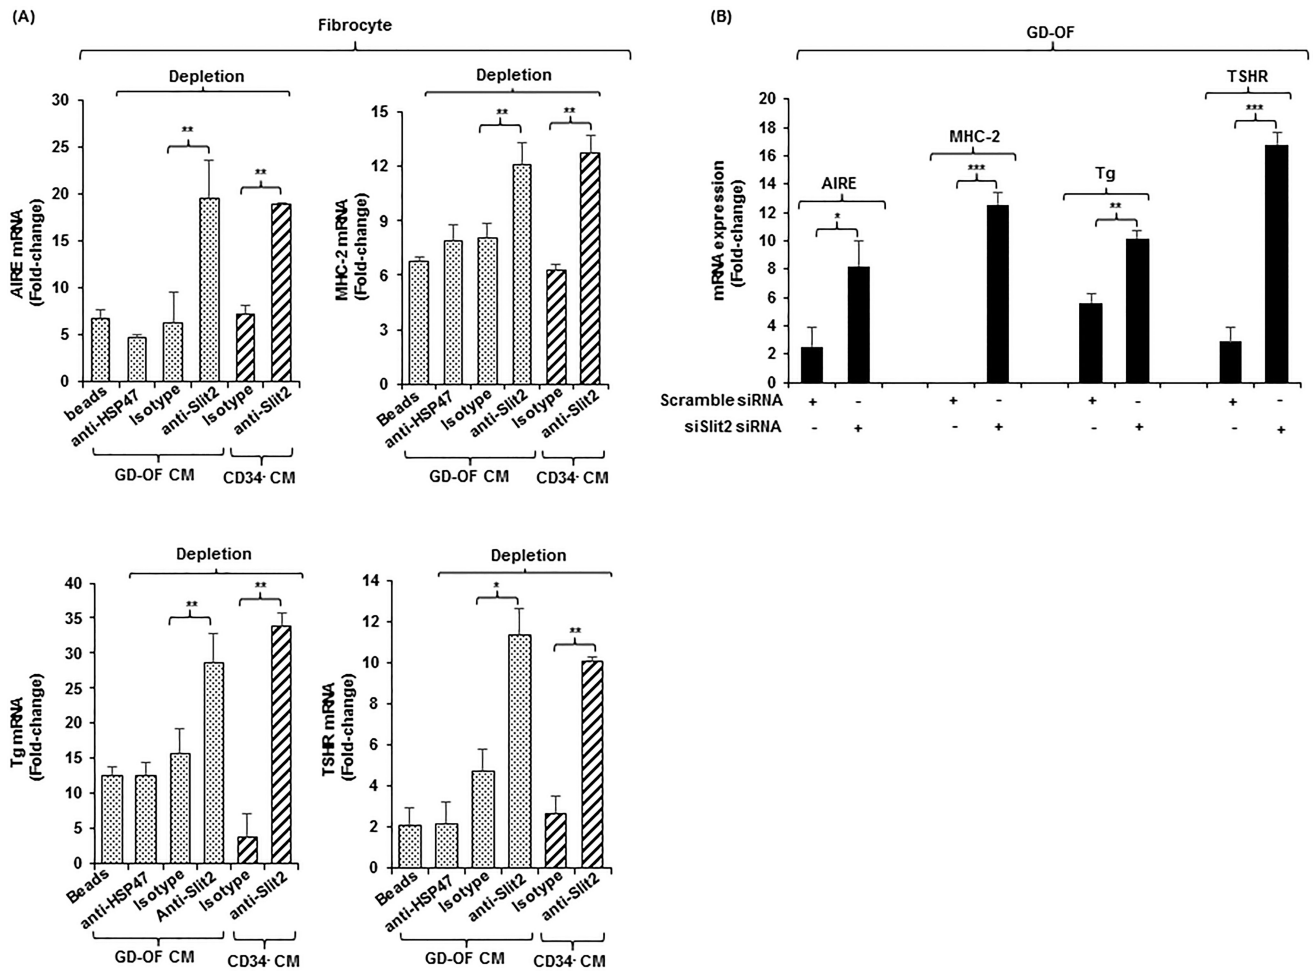 (A)
Fibrocyte
Depletion
AIRE mRNA
(Fold-change)
30
25
20
15
10
5
0
**
**
beads
anti-HSP47
Isotype
anti-Slit2
Isotype
anti-Slit2
GD-OF CM
CD34- CM
Depletion
MHC-2 mRNA
(Fold-change)
15
12
9
6
3
0
**
**
Beads
anti-HSP47
Isotype
anti-Slit2
Isotype
anti-Slit2
GD-OF CM
CD34- CM
Depletion
Tg mRNA
(Fold-change)
40
35
30
25
20
15
10
5
0
**
**
Beads
anti-HSP47
Isotype
Anti-Slit2
Isotype
anti-Slit2
GD-OF CM
CD34- CM
Depletion
TSHR mRNA
(Fold-change)
14
12
10
8
6
4
2
0
*
**
Beads
anti-HSP47
Isotype
anti-Slit2
Isotype
anti-Slit2
GD-OF CM
CD34- CM
(B)
GD-OF
mRNA expression
(Fold-change)
20
18
16
14
12
10
8
6
4
2
0
AIRE
*
MHC-2
***
Tg
**
TSHR
***
Scramble siRNA + - + - + - + -
siSlit2 siRNA - + - + - + - +